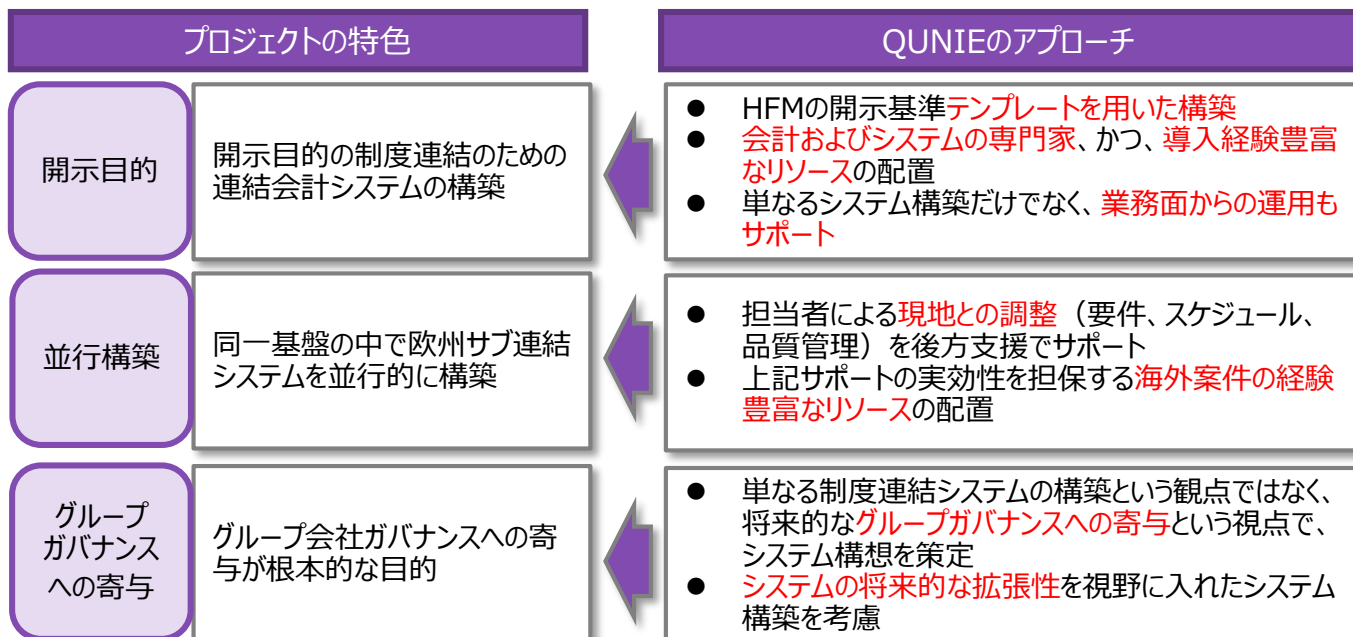 プロジェクトの特色
QUNIEのアプローチ
開示目的
開示目的の制度連結のための
連結会計システムの構築
● HFMの開示基準テンプレートを用いた構築
● 会計およびシステムの専門家、かつ、導入経験豊富
なリソースの配置
● 単なるシステム構築だけでなく、業務面からの運用も
サポート
並行構築
同一基盤の中で欧州サブ連結
システムを並行的に構築
● 担当者による現地との調整（要件、スケジュール、
品質管理）を後方支援でサポート
● 上記サポートの実効性を担保する海外案件の経験
豊富なリソースの配置
グループ
ガバナンス
への寄与
グループ会社ガバナンスへの寄
与が根本的な目的
● 単なる制度連結システムの構築という観点ではなく、
将来的なグループガバナンスへの寄与という視点で、
システム構想を策定
● システムの将来的な拡張性を視野に入れたシステム
構築を考慮